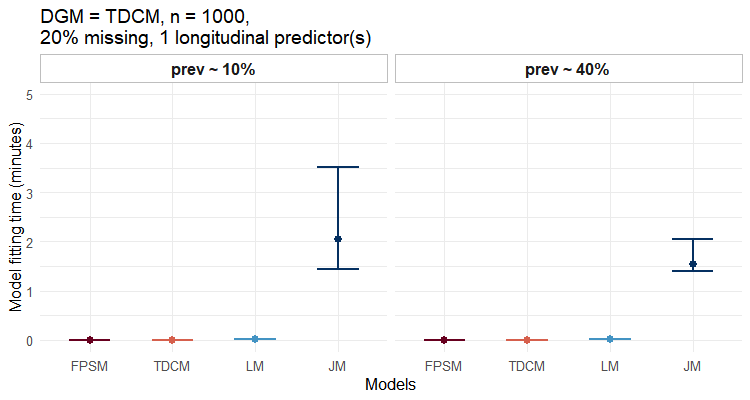 DGM = TDCM, n = 1000,
20% missing, 1 longitudinal predictor(s)
prev ~ 10%
prev ~ 40%
Model fitting time (minutes)
5
4
3
2
1
0
FPSM TDCM LM JM
FPSM TDCM LM JM
Models